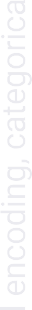 l encoding, categorica